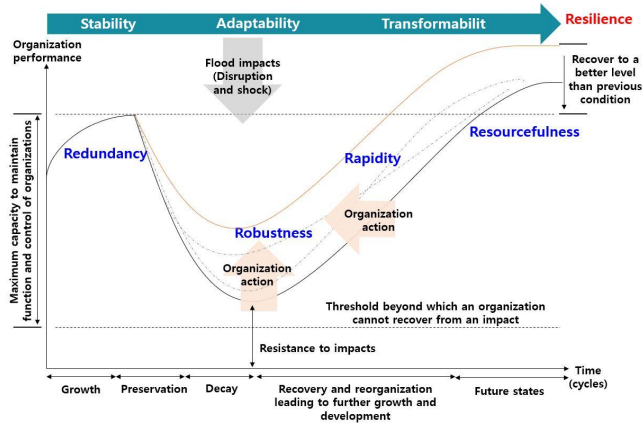 Stability
Adaptability
Transformabilit
Resilience
Organization
performance
Flood impacts
(Disruption
and shock)
Recover to a
better level
than previous
condition
Redundancy
Rapidity
Resourcefulness
Maximum capacity to maintain
function and control of organizations
Robustness
Organization
action
Organization
action
Threshold beyond which an organization
cannot recover from an impact
Resistance to impacts
Time
(cycles)
Growth
Preservation
Decay
Recovery and reorganization
leading to further growth and
development
Future states